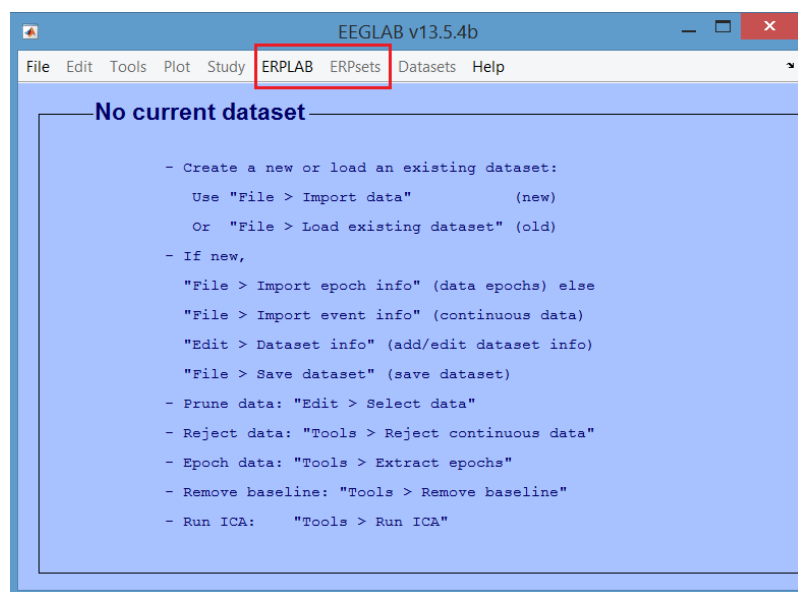 EEGLAB v13.5.4b
File Edit Tools Plot Study ERPLAB ERPsets Datasets Help
No current dataset
- Create a new or load an existing dataset:
Use "File > Import data" (new)
Or "File > Load existing dataset" (old)
- If new,
"File > Import epoch info" (data epochs) else
"File > Import event info" (continuous data)
"Edit > Dataset info" (add/edit dataset info)
"File > Save dataset" (save dataset)
- Prune data: "Edit > Select data"
- Reject data: "Tools > Reject continuous data"
- Epoch data: "Tools > Extract epochs"
- Remove baseline: "Tools > Remove baseline"
- Run ICA: "Tools > Run ICA"